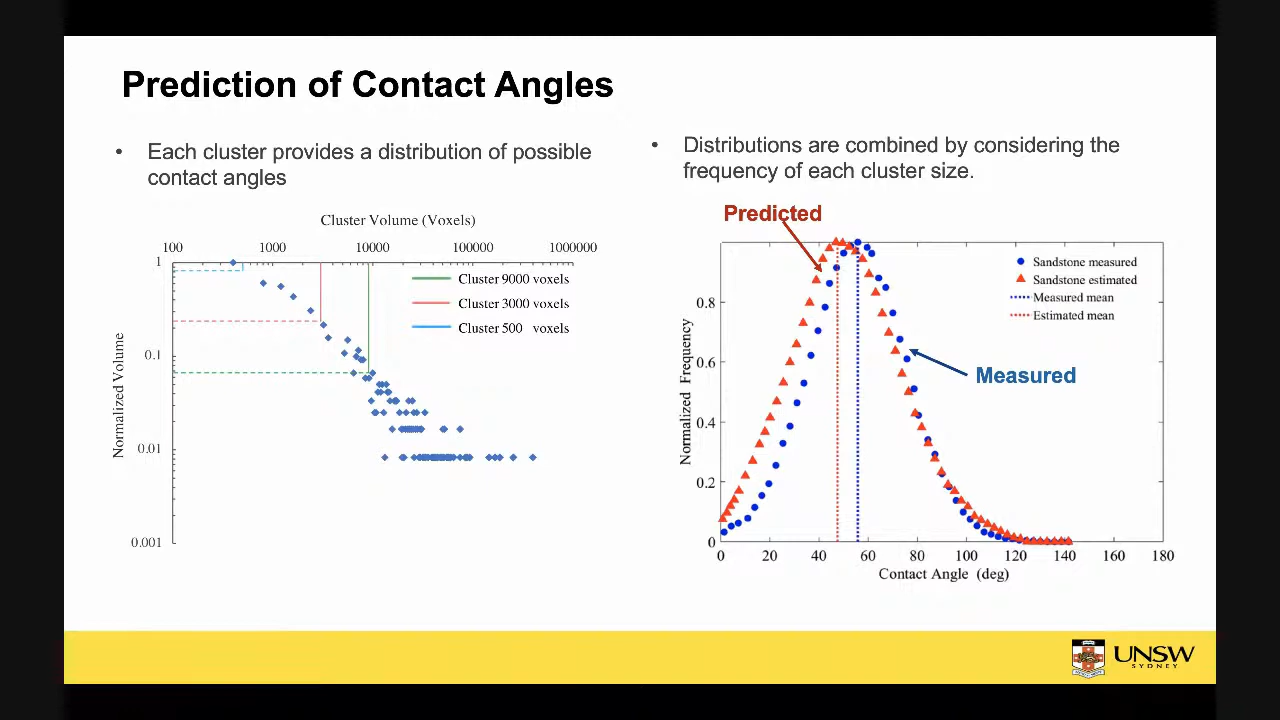 Prediction of Contact Angles
• Each cluster provides a distribution of possible
contact angles
Cluster Volume (Voxels)
100 1000 10000 100000 1000000
1
0.1
0.01
0.001
Normalized Volume
Cluster 9000 voxels
Cluster 3000 voxels
Cluster 500 voxels
• Distributions are combined by considering the
frequency of each cluster size.
Predicted
Sandstone measured
Sandstone estimated
Measured mean
Estimated mean
Measured
Normalized Frequency
0.8
0.6
0.4
0.2
0
0 20 40 60 80 100 120 140 160 180
Contact Angle (deg)
UNSW
SYDNEY